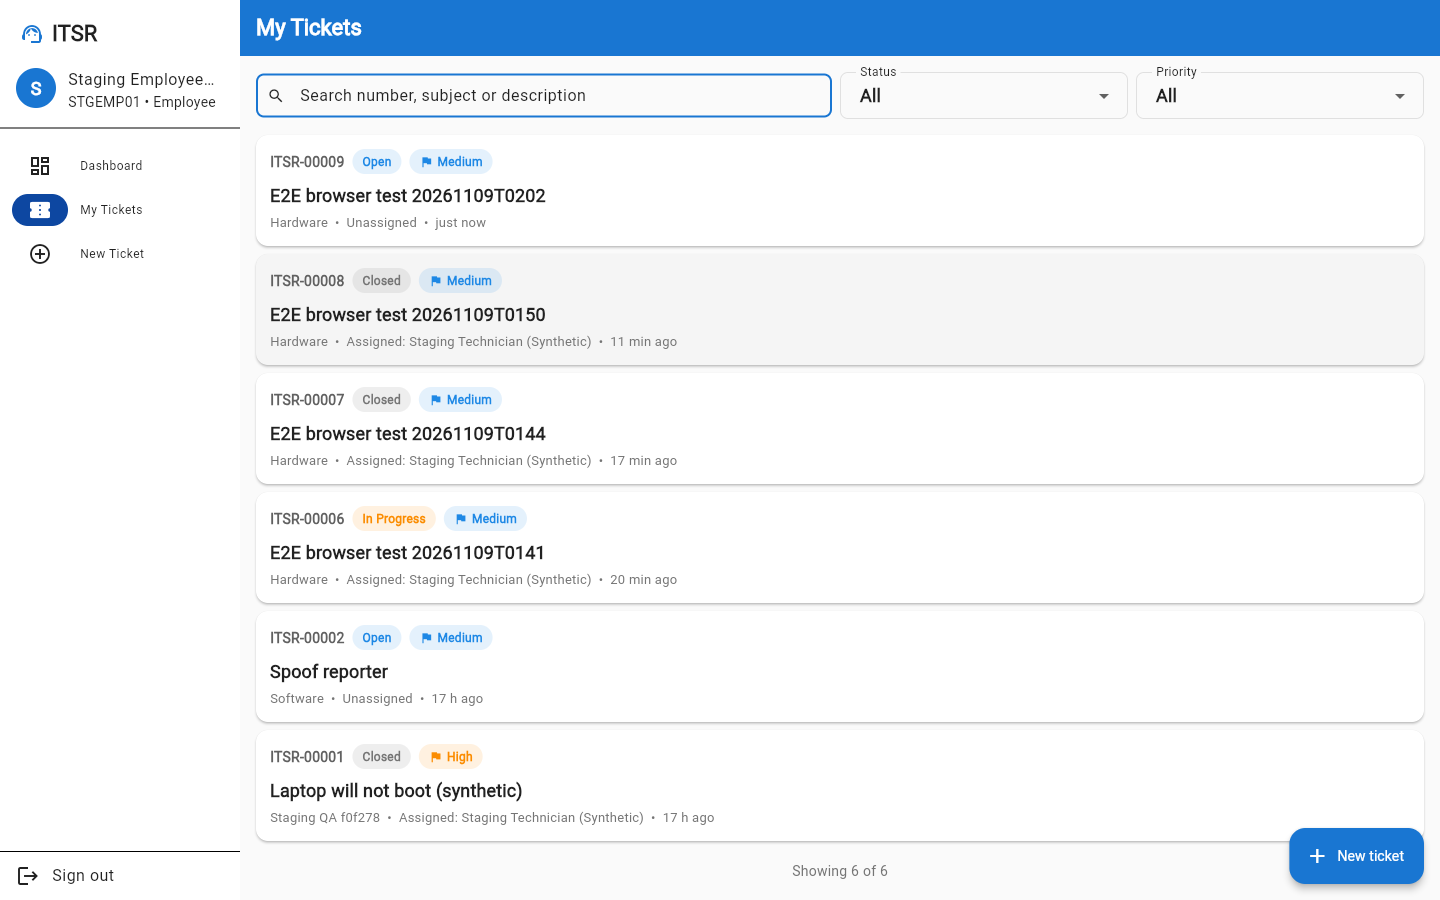 ITSR
Staging Employee…
STGEMP01 • Employee
Dashboard
My Tickets
New Ticket
Sign out
My Tickets
Search number, subject or description
Status
All
Priority
All
ITSR-00009 Open Medium
E2E browser test 20261109T0202
Hardware • Unassigned • just now
ITSR-00008 Closed Medium
E2E browser test 20261109T0150
Hardware • Assigned: Staging Technician (Synthetic) • 11 min ago
ITSR-00007 Closed Medium
E2E browser test 20261109T0144
Hardware • Assigned: Staging Technician (Synthetic) • 17 min ago
ITSR-00006 In Progress Medium
E2E browser test 20261109T0141
Hardware • Assigned: Staging Technician (Synthetic) • 20 min ago
ITSR-00002 Open Medium
Spoof reporter
Software • Unassigned • 17 h ago
ITSR-00001 Closed High
Laptop will not boot (synthetic)
Staging QA f0f278 • Assigned: Staging Technician (Synthetic) • 17 h ago
Showing 6 of 6
New ticket
S